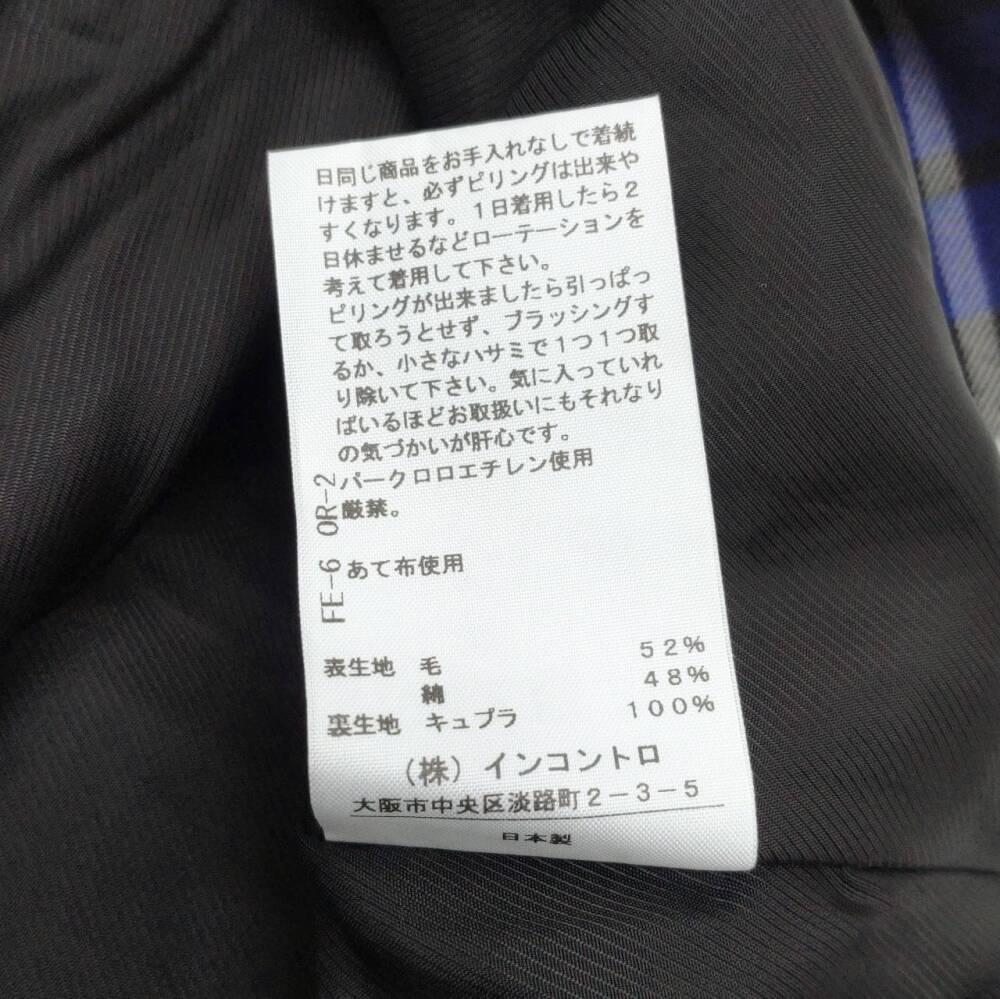 日同じ商品をお手入れなしで着続
けますと、必ずピリングは出来や
すくなります。1日着用したら2
日休ませるなどローテーションを
考えて着用して下さい。
ピリングが出来ましたら引っぱっ
て取ろうとせず、ブラッシングす
るか、小さなハサミで1つ1つ取
り除いて下さい。気に入っていれ
ばいるほどお取扱いにもそれなり
の気づかいが肝心です。
パークロロエチレン使用
厳禁。
OR-2
あて布使用
FE-6
表生地 毛 52%
綿 48%
裏生地 キュプラ 100%
(株)インコントロ
大阪市中央区淡路町2-3-5
日本製